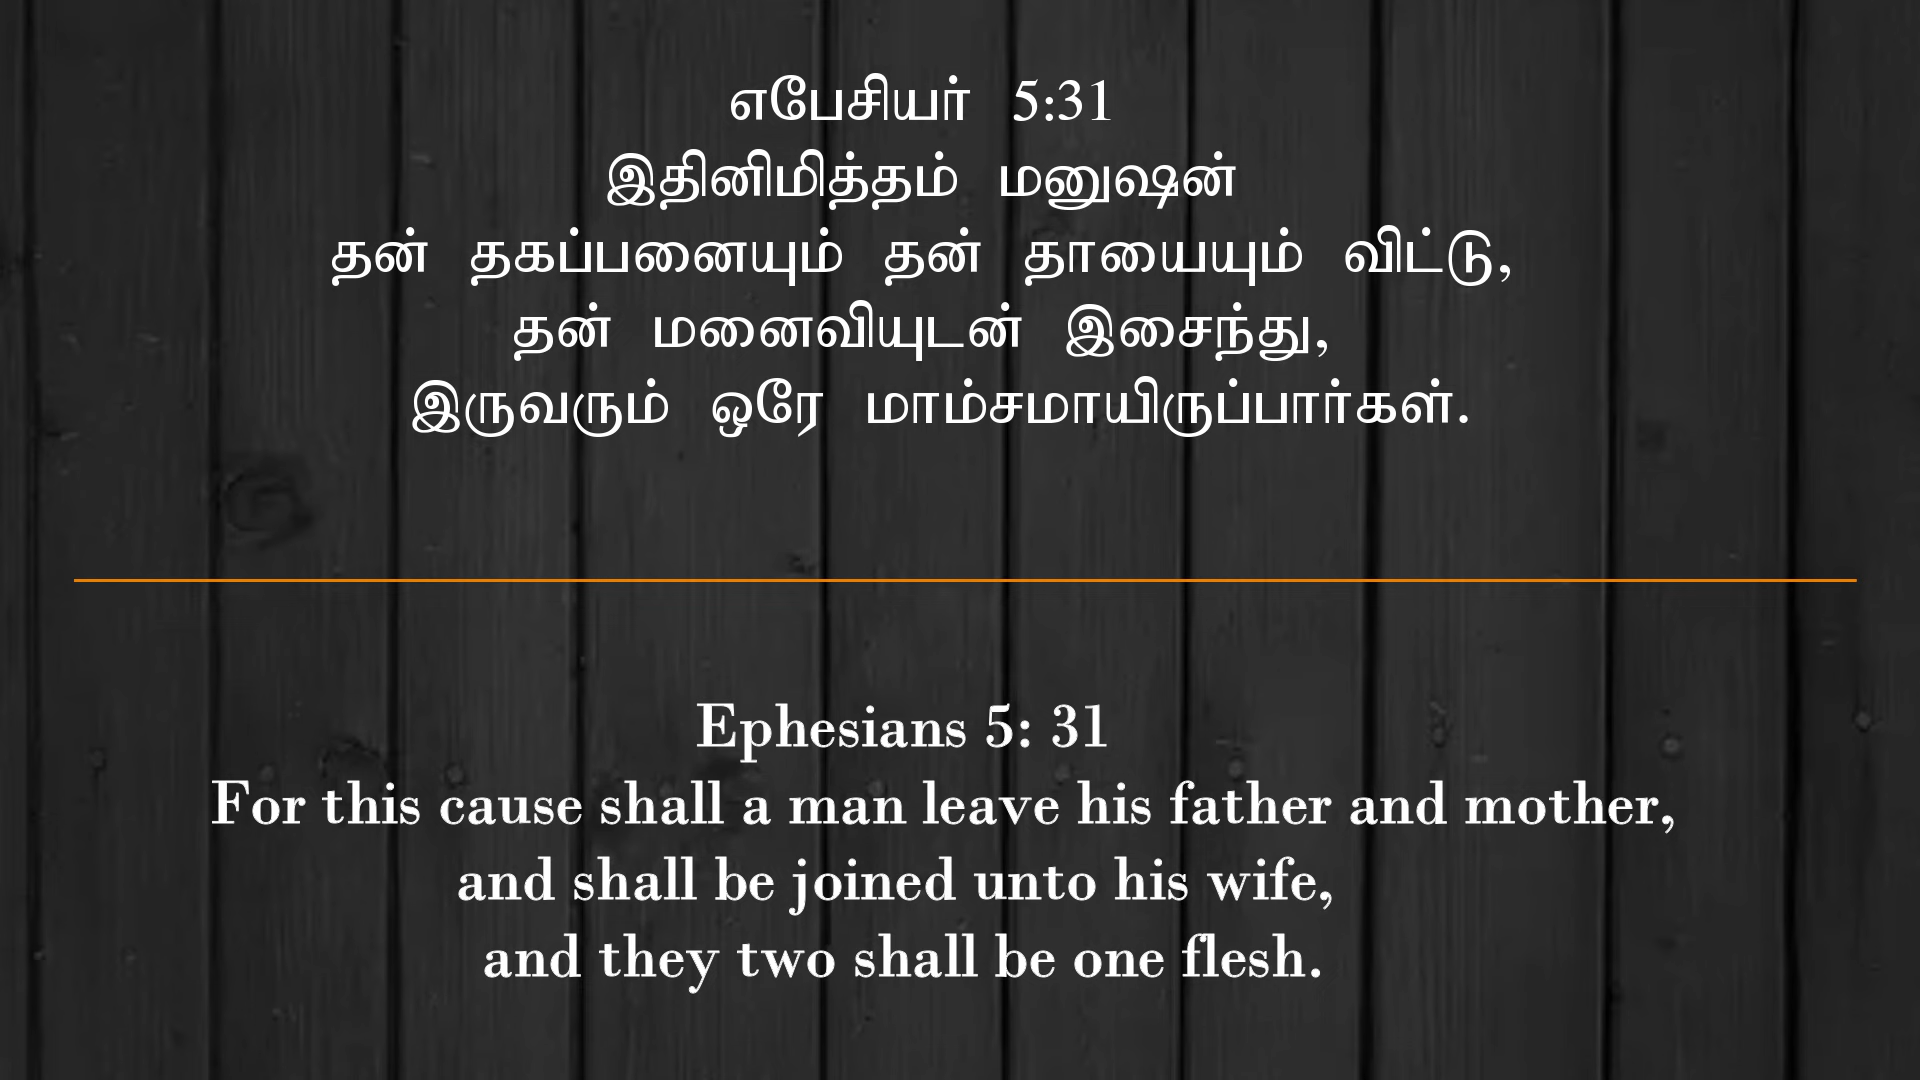 எபேசியர் 5:31
இதினிமித்தம் மனுஷன்
தன் தகப்பனையும் தன் தாயையும் விட்டு,
தன் மனைவியுடன் இசைந்து,
இருவரும் ஒரே மாம்சமாயிருப்பார்கள்.
Ephesians 5: 31
For this cause shall a man leave his father and mother,
and shall be joined unto his wife,
and they two shall be one flesh.